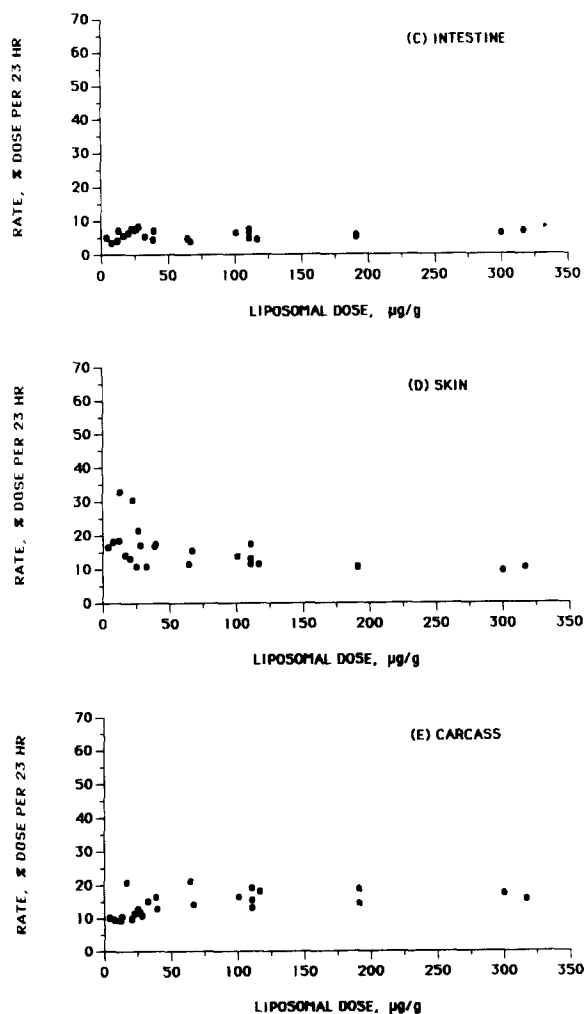 (C) INTESTINE
RATE, % DOSE PER 23 HR
70
60
50
40
30
20
10
0
0 50 100 150 200 250 300 350
LIPOSOMAL DOSE, µg/g
(D) SKIN
RATE, % DOSE PER 23 HR
70
60
50
40
30
20
10
0
0 50 100 150 200 250 300 350
LIPOSOMAL DOSE, µg/g
(E) CARCASS
RATE, % DOSE PER 23 HR
70
60
50
40
30
20
10
0
0 50 100 150 200 250 300 350
LIPOSOMAL DOSE, µg/g